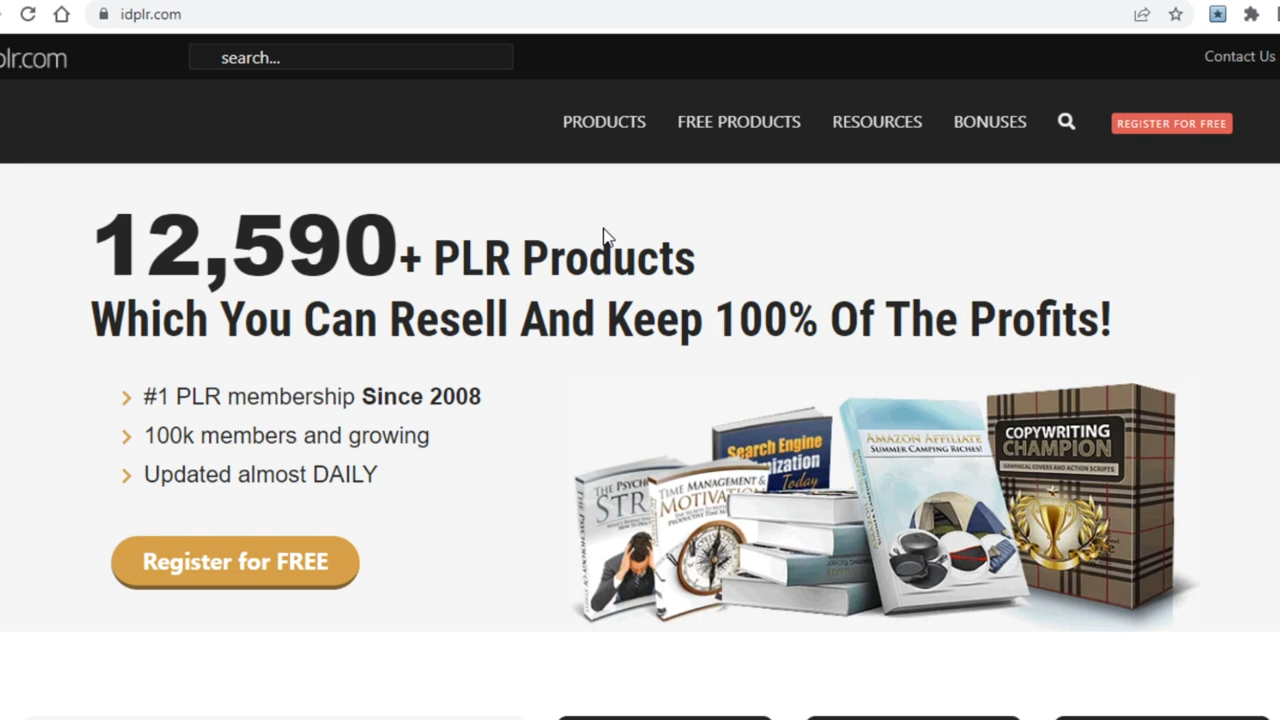 idplr.com
plr.com
search...
Contact Us
PRODUCTS
FREE PRODUCTS
RESOURCES
BONUSES
REGISTER FOR FREE
12,590+ PLR Products
Which You Can Resell And Keep 100% Of The Profits!
#1 PLR membership Since 2008
100k members and growing
Updated almost DAILY
Register for FREE
THE PSYCH
STR
TIME MANAGEMENT &
MOTIVATION
Search Engine
mization
Today
AMAZON AFFILIATE
SUMMER CAMPING RICHES!
COPYWRITING
CHAMPION
GRAPHICAL COVERS AND ACTION SCRIPTS